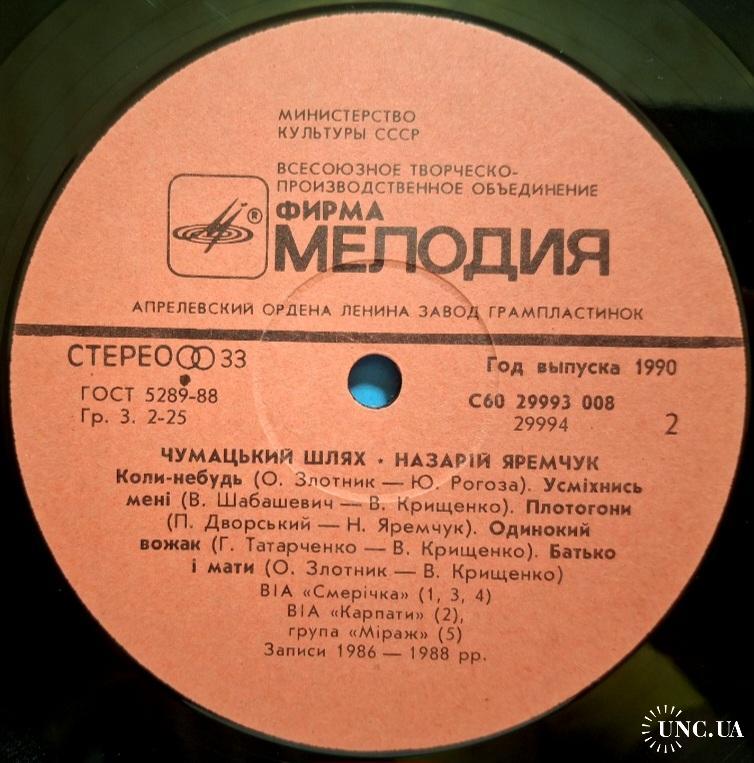 МИНИСТЕРСТВО
КУЛЬТУРЫ СССР
ВСЕСОЮЗНОЕ ТВОРЧЕСКО-
ПРОИЗВОДСТВЕННОЕ ОБЪЕДИНЕНИЕ
®
ФИРМА
МЕЛОДИЯ
АПРЕЛЕВСКИЙ ОРДЕНА ЛЕНИНА ЗАВОД ГРАМПЛАСТИНОК
СТЕРЕО 33
ГОСТ 5289-88
Гр. 3. 2-25
Год выпуска 1990
С60 29993 008
29994
2
ЧУМАЦЬКИЙ ШЛЯХ • НАЗАРІЙ ЯРЕМЧУК
Коли-небудь (О. Злотник — Ю. Рогоза). Усміхнись
мені (В. Шабашевич — В. Крищенко). Плотогони
(П. Дворський — Н. Яремчук). Одинокий
вожак (Г. Татарченко — В. Крищенко). Батько
і мати (О. Злотник — В. Крищенко)
ВІА «Смерічка» (1, 3, 4)
ВІА «Карпати» (2),
група «Міраж» (5)
Записи 1986 — 1988 рр.
UNC.UA